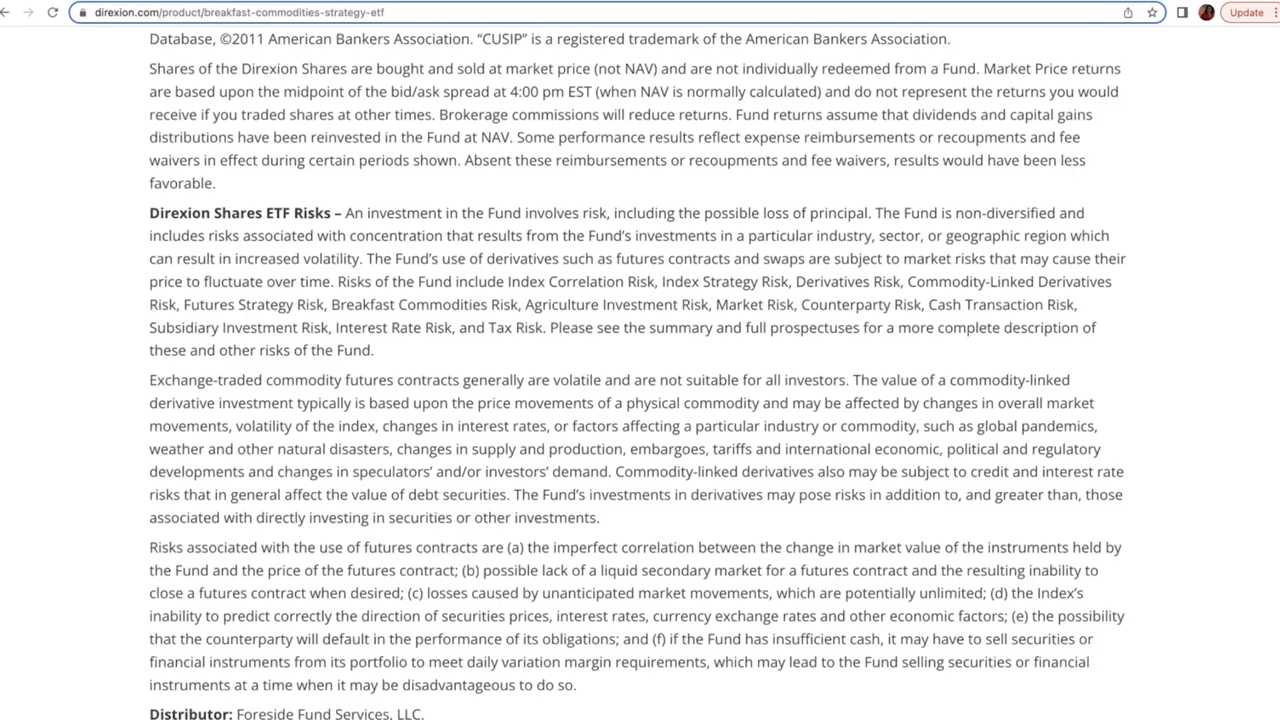 direxion.com/product/breakfast-commodities-strategy-etf
Update
Database, ©2011 American Bankers Association. “CUSIP” is a registered trademark of the American Bankers Association.
Shares of the Direxion Shares are bought and sold at market price (not NAV) and are not individually redeemed from a Fund. Market Price returns
are based upon the midpoint of the bid/ask spread at 4:00 pm EST (when NAV is normally calculated) and do not represent the returns you would
receive if you traded shares at other times. Brokerage commissions will reduce returns. Fund returns assume that dividends and capital gains
distributions have been reinvested in the Fund at NAV. Some performance results reflect expense reimbursements or recoupments and fee
waivers in effect during certain periods shown. Absent these reimbursements or recoupments and fee waivers, results would have been less
favorable.
Direxion Shares ETF Risks – An investment in the Fund involves risk, including the possible loss of principal. The Fund is non-diversified and
includes risks associated with concentration that results from the Fund’s investments in a particular industry, sector, or geographic region which
can result in increased volatility. The Fund’s use of derivatives such as futures contracts and swaps are subject to market risks that may cause their
price to fluctuate over time. Risks of the Fund include Index Correlation Risk, Index Strategy Risk, Derivatives Risk, Commodity-Linked Derivatives
Risk, Futures Strategy Risk, Breakfast Commodities Risk, Agriculture Investment Risk, Market Risk, Counterparty Risk, Cash Transaction Risk,
Subsidiary Investment Risk, Interest Rate Risk, and Tax Risk. Please see the summary and full prospectuses for a more complete description of
these and other risks of the Fund.
Exchange-traded commodity futures contracts generally are volatile and are not suitable for all investors. The value of a commodity-linked
derivative investment typically is based upon the price movements of a physical commodity and may be affected by changes in overall market
movements, volatility of the index, changes in interest rates, or factors affecting a particular industry or commodity, such as global pandemics,
weather and other natural disasters, changes in supply and production, embargoes, tariffs and international economic, political and regulatory
developments and changes in speculators’ and/or investors’ demand. Commodity-linked derivatives also may be subject to credit and interest rate
risks that in general affect the value of debt securities. The Fund’s investments in derivatives may pose risks in addition to, and greater than, those
associated with directly investing in securities or other investments.
Risks associated with the use of futures contracts are (a) the imperfect correlation between the change in market value of the instruments held by
the Fund and the price of the futures contract; (b) possible lack of a liquid secondary market for a futures contract and the resulting inability to
close a futures contract when desired; (c) losses caused by unanticipated market movements, which are potentially unlimited; (d) the Index’s
inability to predict correctly the direction of securities prices, interest rates, currency exchange rates and other economic factors; (e) the possibility
that the counterparty will default in the performance of its obligations; and (f) if the Fund has insufficient cash, it may have to sell securities or
financial instruments from its portfolio to meet daily variation margin requirements, which may lead to the Fund selling securities or financial
instruments at a time when it may be disadvantageous to do so.
Distributor: Foreside Fund Services, LLC.